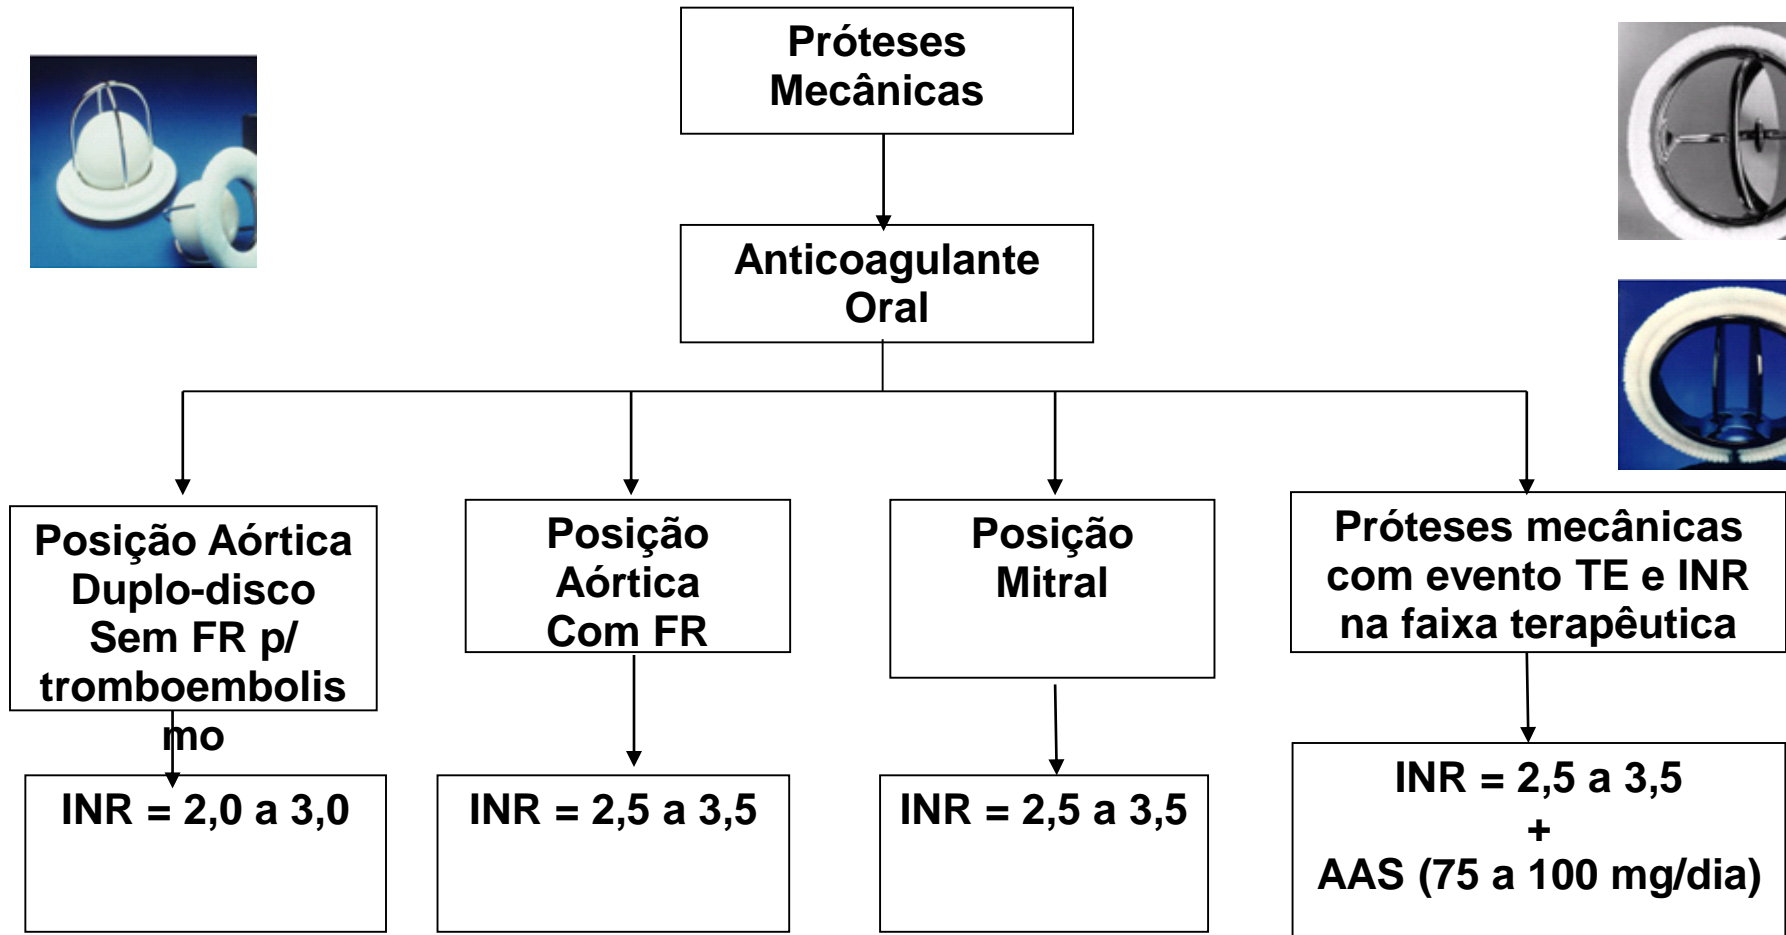 Próteses
Mecânicas
Anticoagulante
Oral
Posição Aórtica
Duplo-disco
Sem FR p/
tromboembolis
mo
Posição
Aórtica
Com FR
Posição
Mitral
Próteses mecânicas
com evento TE e INR
na faixa terapêutica
INR = 2,0 a 3,0
INR = 2,5 a 3,5
INR = 2,5 a 3,5
INR = 2,5 a 3,5
+
AAS (75 a 100 mg/dia)